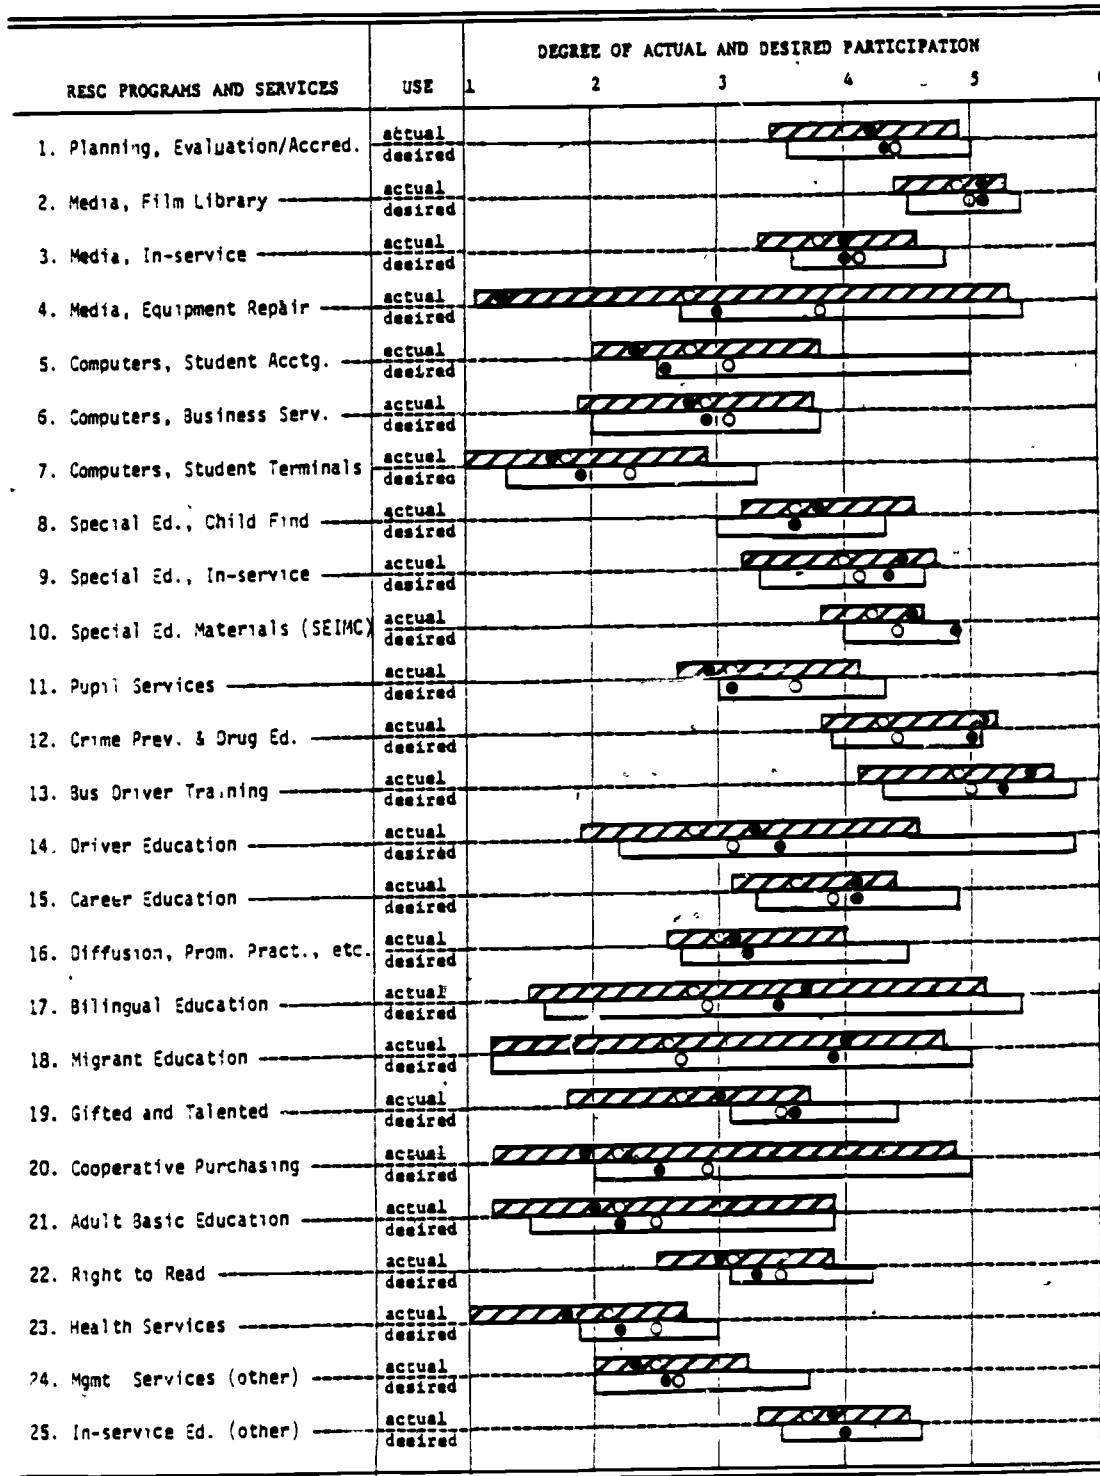 DEGREE OF ACTUAL AND DESIRED PARTICIPATION
RESC PROGRAMS AND SERVICES USE 1 2 3 4 5
1. Planning, Evaluation/Accred. actual
desired
2. Media, Film Library actual
desired
3. Media, In-service actual
desired
4. Media, Equipment Repair actual
desired
5. Computers, Student Acctg. actual
desired
6. Computers, Business Serv. actual
desired
7. Computers, Student Terminals actual
desired
8. Special Ed., Child Find actual
desired
9. Special Ed., In-service actual
desired
10. Special Ed. Materials (SEIMC) actual
desired
11. Pupil Services actual
desired
12. Crime Prev. & Drug Ed. actual
desired
13. Bus Driver Training actual
desired
14. Driver Education actual
desired
15. Career Education actual
desired
16. Diffusion, Prom. Pract., etc. actual
desired
17. Bilingual Education actual
desired
18. Migrant Education actual
desired
19. Gifted and Talented actual
desired
20. Cooperative Purchasing actual
desired
21. Adult Basic Education actual
desired
22. Right to Read actual
desired
23. Health Services actual
desired
24. Mgmt Services (other) actual
desired
25. In-service Ed. (other) actual
desired